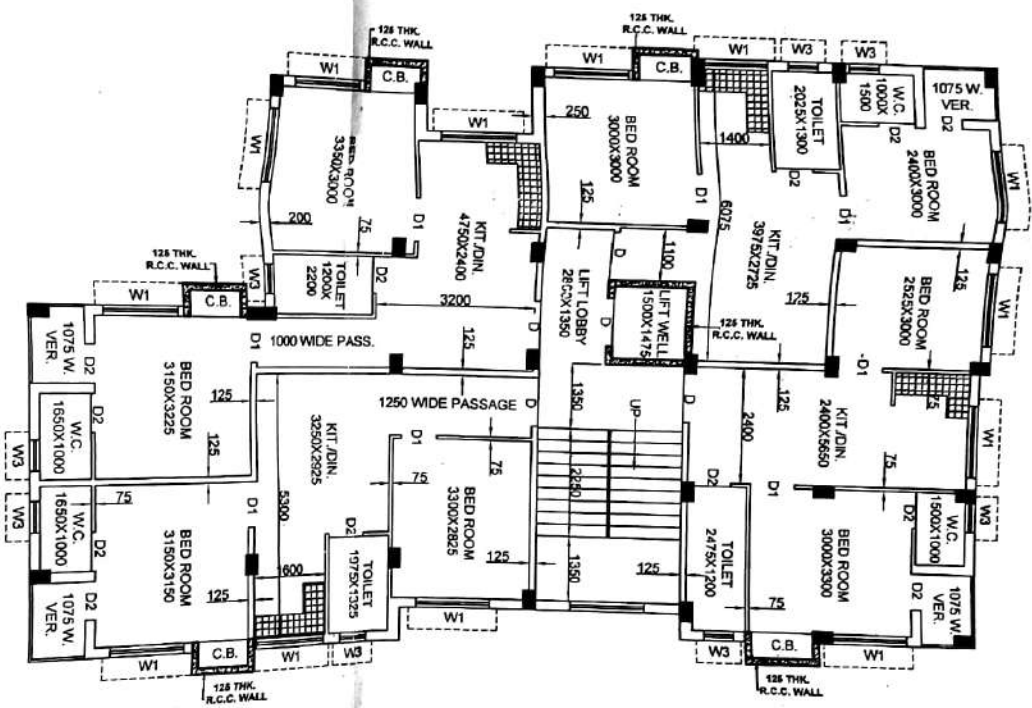 125 THK.
R.C.C. WALL
W1
C.B.
W1
BED ROOM
3350X3000
200
75
D1
W1
KIT./DIN.
4750X2400
125 THK.
R.C.C. WALL
W1
C.B.
250
BED ROOM
3000X3000
125
D1
W1
W3
W3
1400
TOILET
2025X1300
D2
W.C.
1000X
1500
D2
1075 W.
VER.
D2
BED ROOM
2400X3000
W1
D1
6075
KIT./DIN.
3975X2725
125
125
BED ROOM
2525X3000
W1
D1
125 THK.
R.C.C. WALL
W1
C.B.
W3
TOILET
1200X
2200
D2
3200
D
LIFT LOBBY
2800X1350
D
D
1100
LIFT WELL
1500X1475
125 THK.
R.C.C. WALL
1075 W.
VER.
D2
BED ROOM
3150X3225
D1
1000 WIDE PASS.
125
125
125
W.C.
1650X1000
D2
W3
1250 WIDE PASSAGE
D
1350
UP
D
2400
125
KIT./DIN.
2400X5650
75
W1
W.C.
1650X1000
D2
W3
75
BED ROOM
3150X3150
D1
125
1075 W.
VER.
D2
KIT./DIN.
3250X2925
5300
600
D1
75
75
BED ROOM
3300X2825
125
D2
TOILET
1975X1325
2250
1350
125
D2
TOILET
2475X1200
75
D1
75
BED ROOM
3000X3300
D2
W.C.
1500X1000
W3
D2
1075 W.
VER.
W1
C.B.
W1
W3
W1
W3
C.B.
W1
125 THK.
R.C.C. WALL
125 THK.
R.C.C. WALL